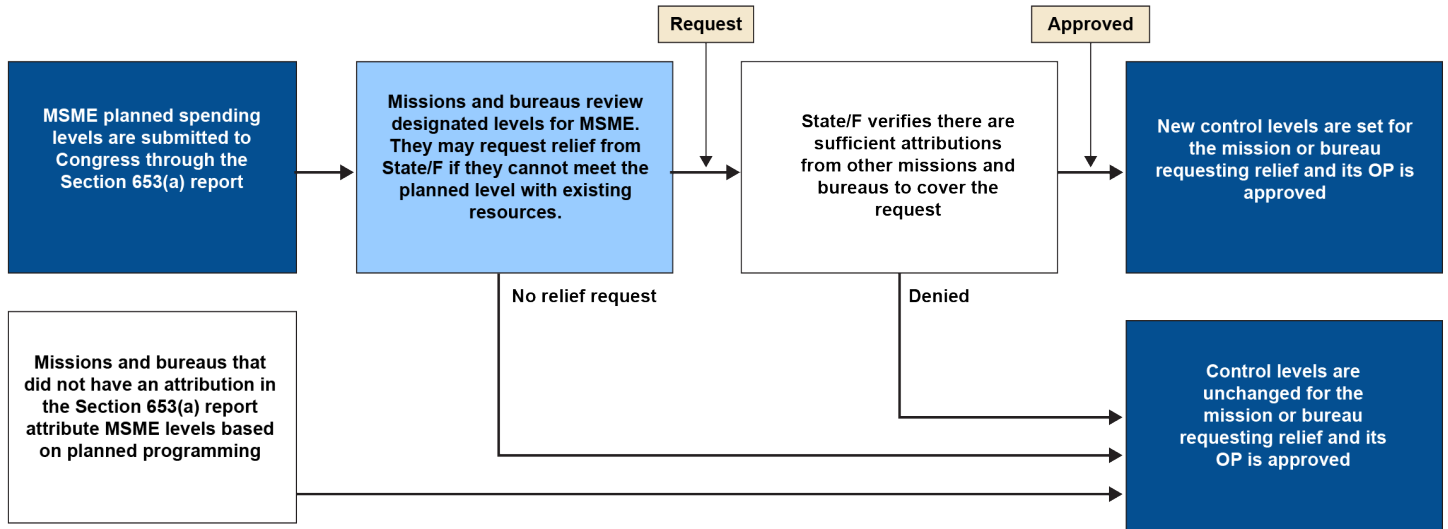 Request
Approved
MSME planned spending
levels are submitted to
Congress through the
Section 653(a) report
Missions and bureaus review
designated levels for MSME.
They may request relief from
State/F if they cannot meet the
planned level with existing
resources.
State/F verifies there are
sufficient attributions
from other missions and
bureaus to cover the
request
New control levels are set for
the mission or bureau
requesting relief and its OP is
approved
No relief request
Denied
Missions and bureaus that
did not have an attribution in
the Section 653(a) report
attribute MSME levels based
on planned programming
Control levels are
unchanged for the
mission or bureau
requesting relief and its
OP is approved